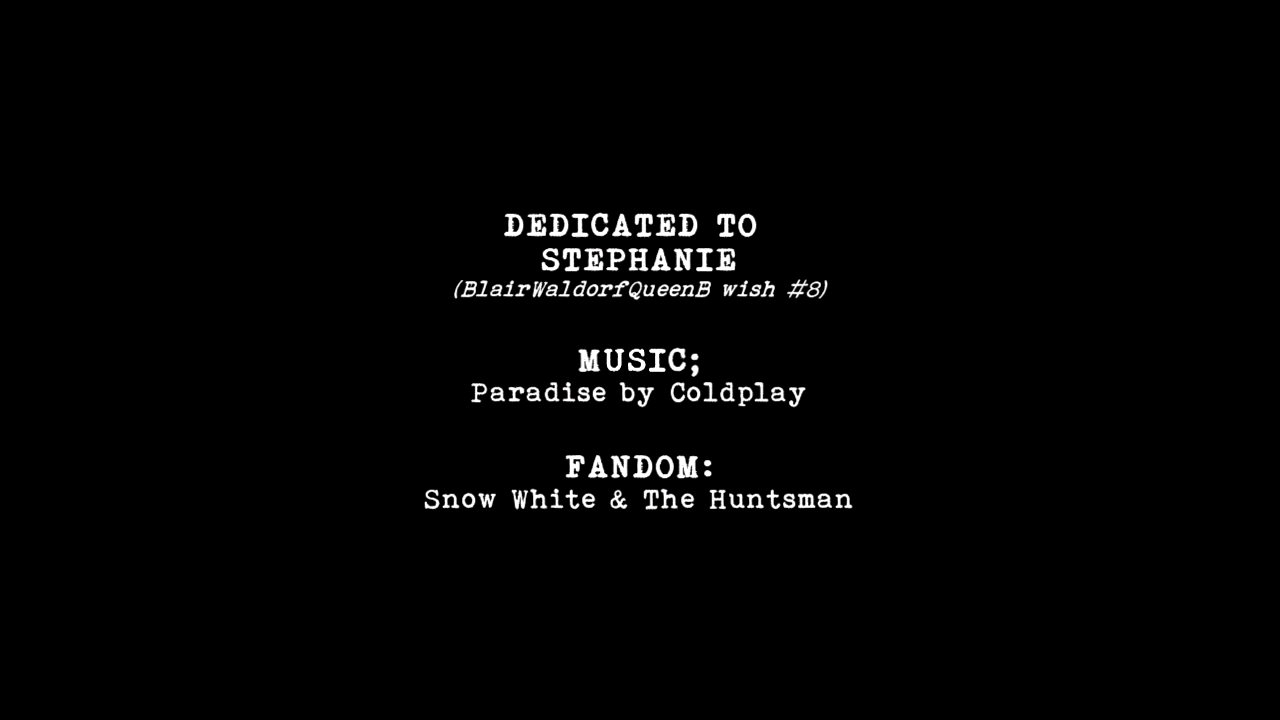 DEDICATED TO
STEPHANIE
(BlairWaldorfQueenB wish #8)
MUSIC;
Paradise by Coldplay
FANDOM:
Snow White & The Huntsman